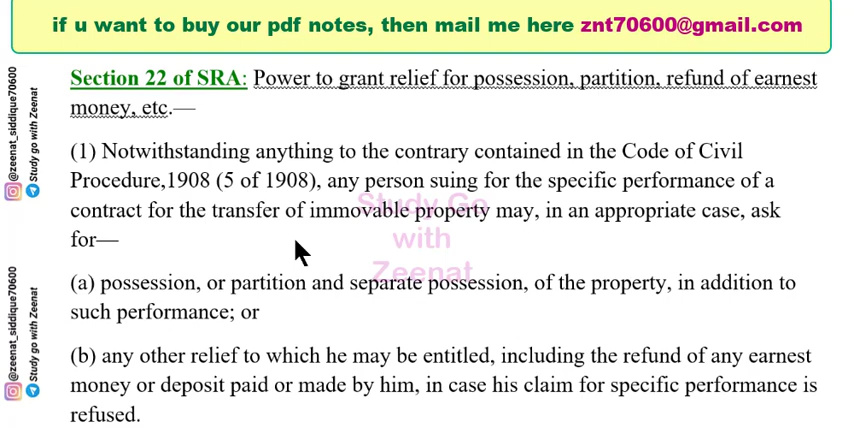 if u want to buy our pdf notes, then mail me here znt70600@gmail.com
Section 22 of SRA: Power to grant relief for possession, partition, refund of earnest
money, etc.—
(1) Notwithstanding anything to the contrary contained in the Code of Civil
Procedure,1908 (5 of 1908), any person suing for the specific performance of a
contract for the transfer of immovable property may, in an appropriate case, ask
for—
(a) possession, or partition and separate possession, of the property, in addition to
such performance; or
(b) any other relief to which he may be entitled, including the refund of any earnest
money or deposit paid or made by him, in case his claim for specific performance is
refused.
@zeenat_siddique70600
Study go with Zeenat
@zeenat_siddique70600
Study go with Zeenat
Study Go
with
Zeenat